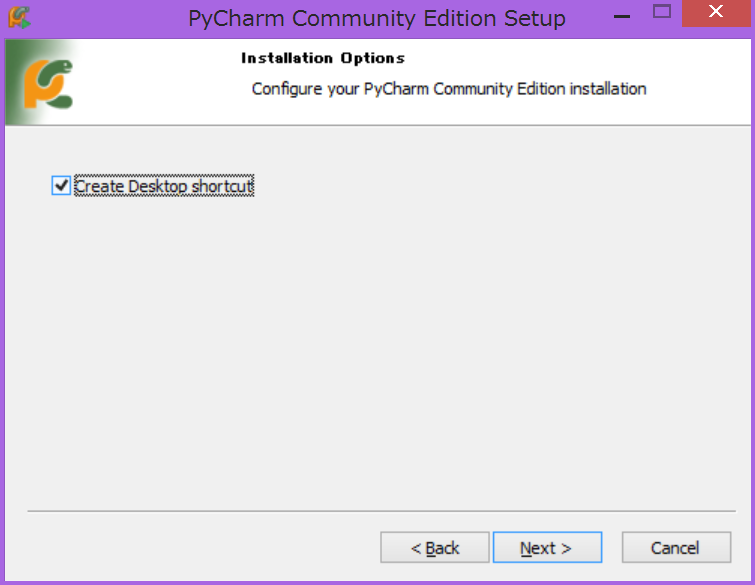 PyCharm Community Edition Setup
Installation Options
Configure your PyCharm Community Edition installation
Create Desktop shortcut
< Back Next > Cancel